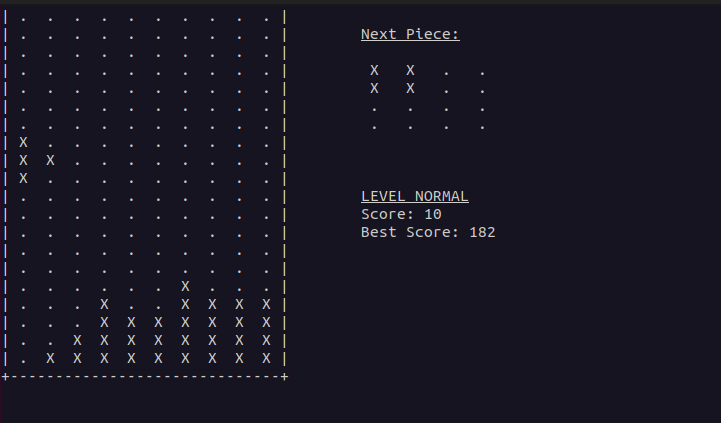 | . . . . . . . . . . |
| . . . . . . . . . . | Next Piece:
| . . . . . . . . . . |
| . . . . . . . . . . | X X . .
| . . . . . . . . . . | X X . .
| . . . . . . . . . . | . . . .
| . . . . . . . . . . | . . . .
| X . . . . . . . . . |
| X X . . . . . . . . |
| X . . . . . . . . . |
| . . . . . . . . . . | LEVEL NORMAL
| . . . . . . . . . . | Score: 10
| . . . . . . . . . . | Best Score: 182
| . . . . . . . . . . |
| . . . . . . . . . . |
| . . . . . . X . . . |
| . . . X . . X X X X |
| . . . X X X X X X X |
| . . X X X X X X X X |
| . X X X X X X X X X |
+------------------------------+